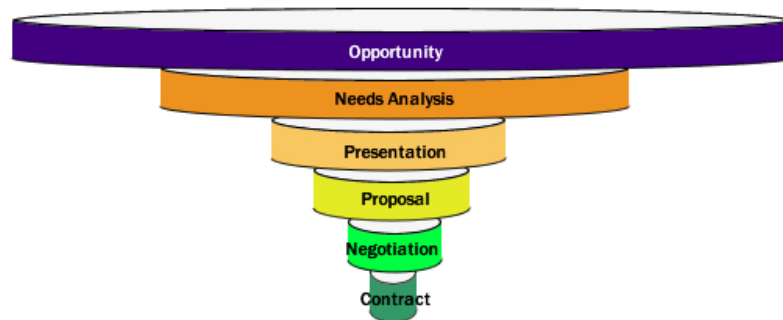 Opportunity
Needs Analysis
Presentation
Proposal
Negotiation
Contract